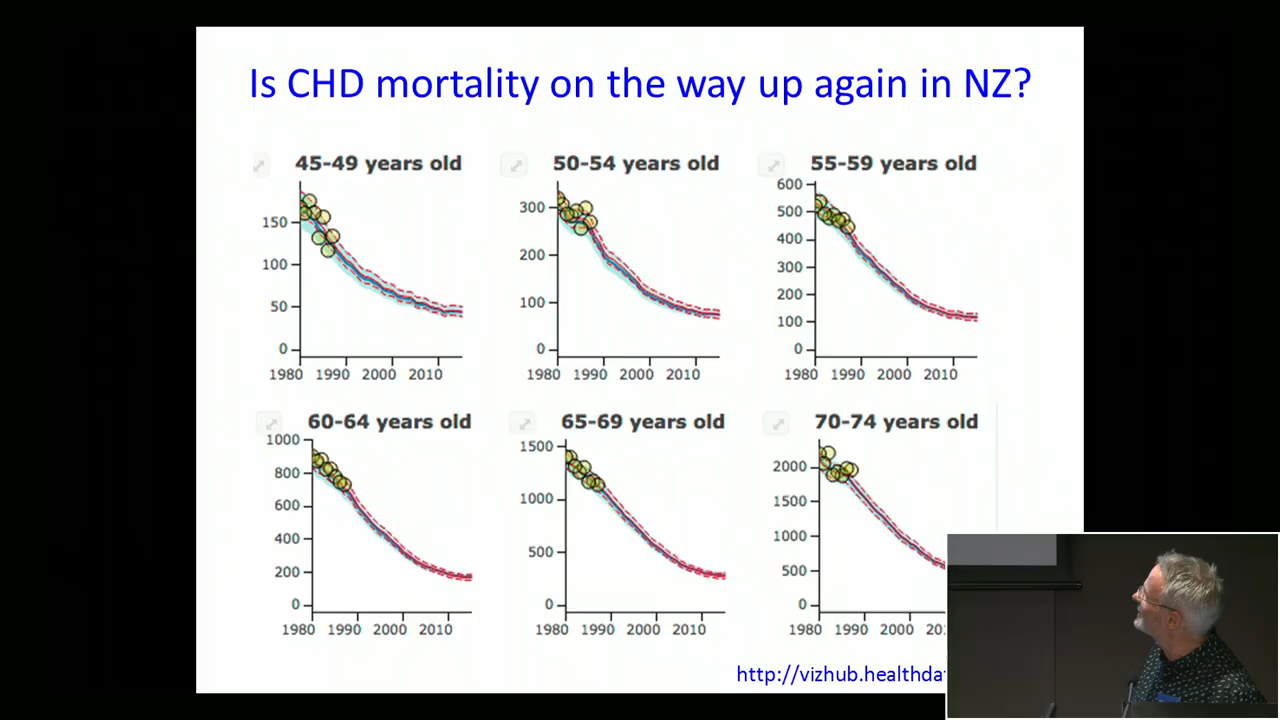 Is CHD mortality on the way up again in NZ?
45-49 years old
50-54 years old
55-59 years old
150
100
50
0
1980 1990 2000 2010
300
200
100
0
1980 1990 2000 2010
600
500
400
300
200
100
0
1980 1990 2000 2010
60-64 years old
65-69 years old
70-74 years old
1000
800
600
400
200
0
1980 1990 2000 2010
1500
1000
500
0
1980 1990 2000 2010
2000
1500
1000
500
0
1980 1990 2000
http://vizhub.healthda